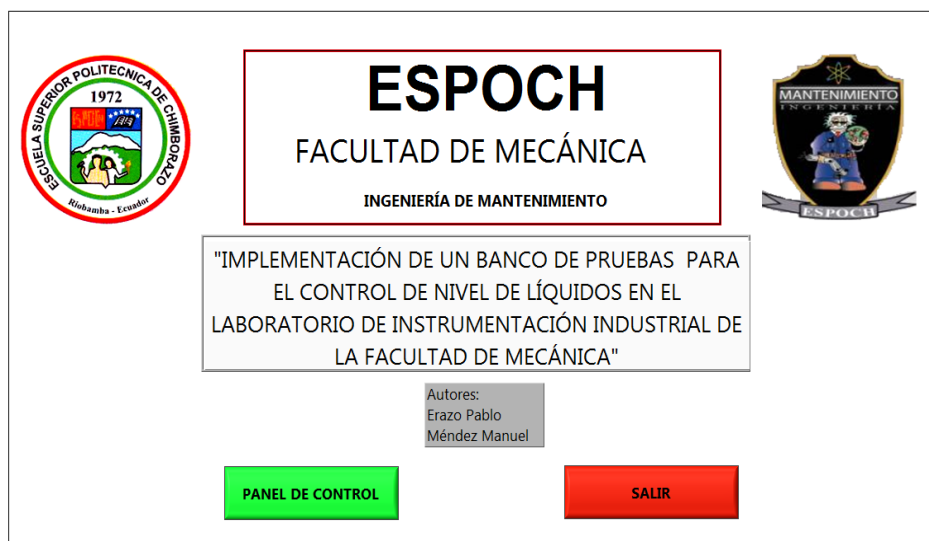 ESCUELA SUPERIOR POLITECNICA DE CHIMBORAZO
1972
ESPOCH
Riobamba - Ecuador
ESPOCH
FACULTAD DE MECÁNICA
INGENIERÍA DE MANTENIMIENTO
MANTENIMIENTO
INGENIERÍA
ESPOCH
"IMPLEMENTACIÓN DE UN BANCO DE PRUEBAS PARA
EL CONTROL DE NIVEL DE LÍQUIDOS EN EL
LABORATORIO DE INSTRUMENTACIÓN INDUSTRIAL DE
LA FACULTAD DE MECÁNICA"
Autores:
Erazo Pablo
Méndez Manuel
PANEL DE CONTROL
SALIR